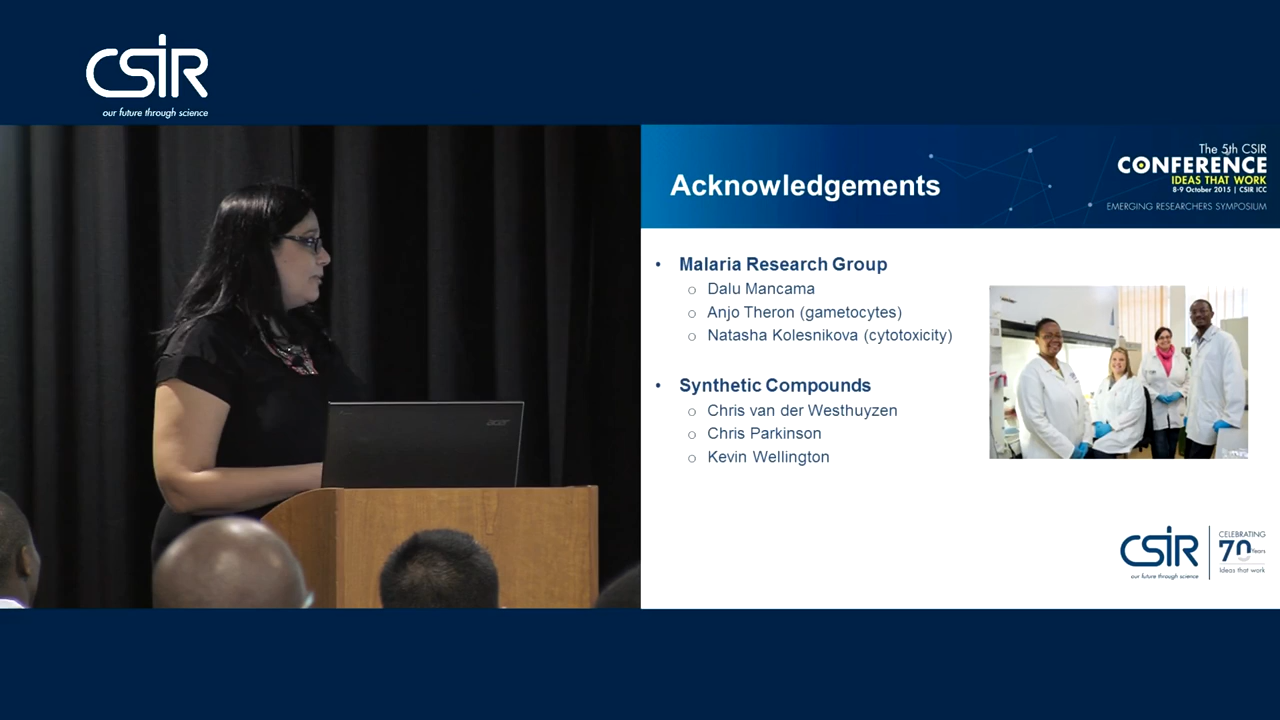 CSIR
our future through science
Acknowledgements
The 5th CSIR
CONFERENCE
IDEAS THAT WORK
8-9 October 2015 | CSIR ICC
EMERGING RESEARCHERS SYMPOSIUM
• Malaria Research Group
o Dalu Mancama
o Anjo Theron (gametocytes)
o Natasha Kolesnikova (cytotoxicity)
• Synthetic Compounds
o Chris van der Westhuyzen
o Chris Parkinson
o Kevin Wellington
acer
CSIR
our future through science
CELEBRATING
70 Years
Ideas that work